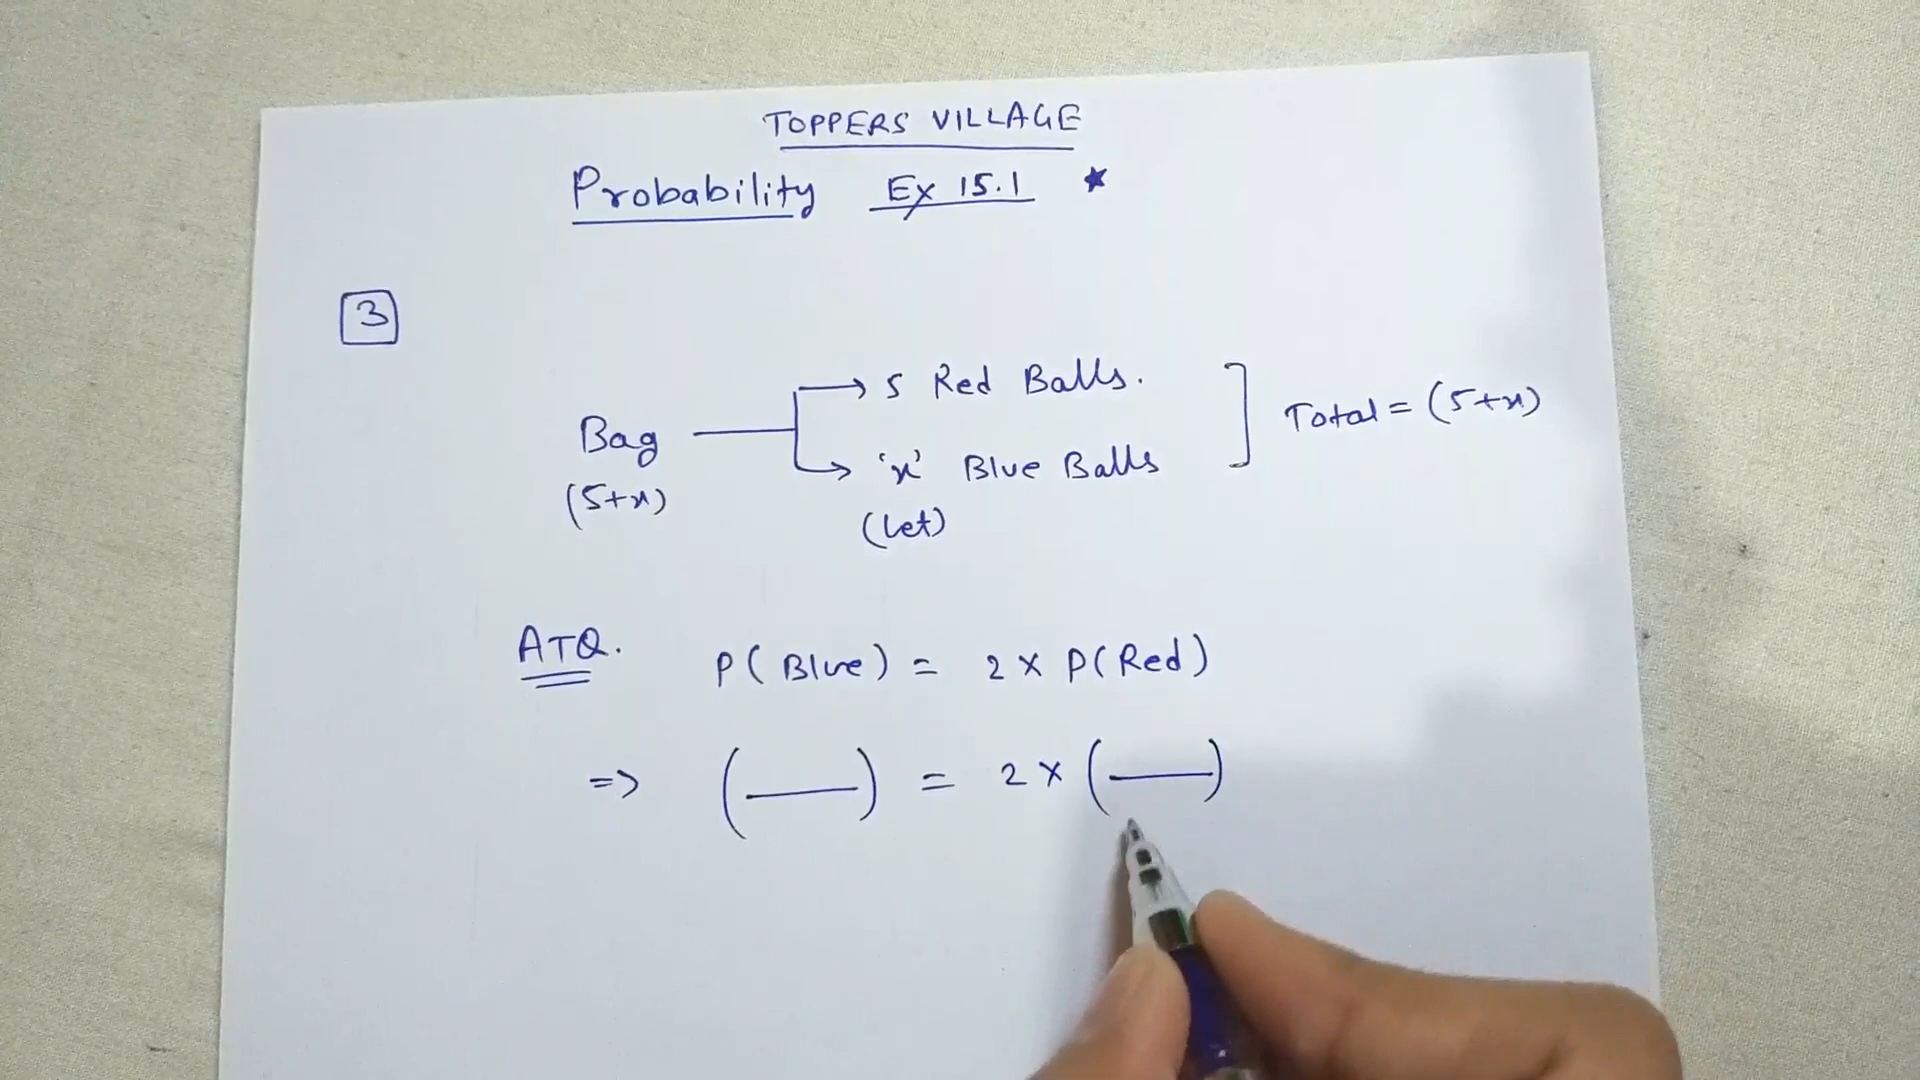 TOPPERS VILLAGE
Probability Ex 15.1 ★
3
Bag
(5+x)
→ 5 Red Balls.
→ 'x' Blue Balls
(let)
] Total = (5+x)
ATQ. P(Blue) = 2 × P(Red)
=> (—) = 2 × (—)